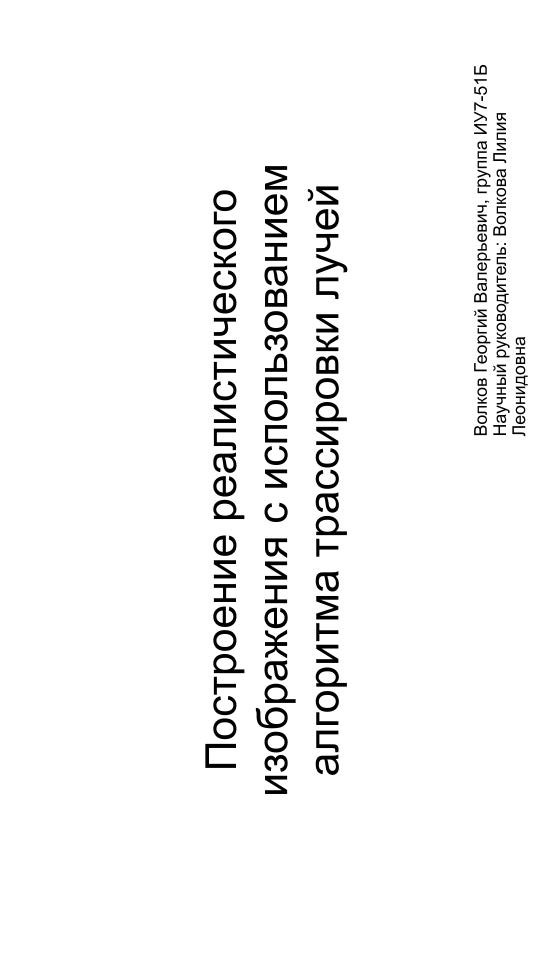 Построение реалистического
изображения с использованием
алгоритма трассировки лучей
Волков Георгий Валерьевич, группа ИУ7-51Б
Научный руководитель: Волкова Лилия
Леонидовна